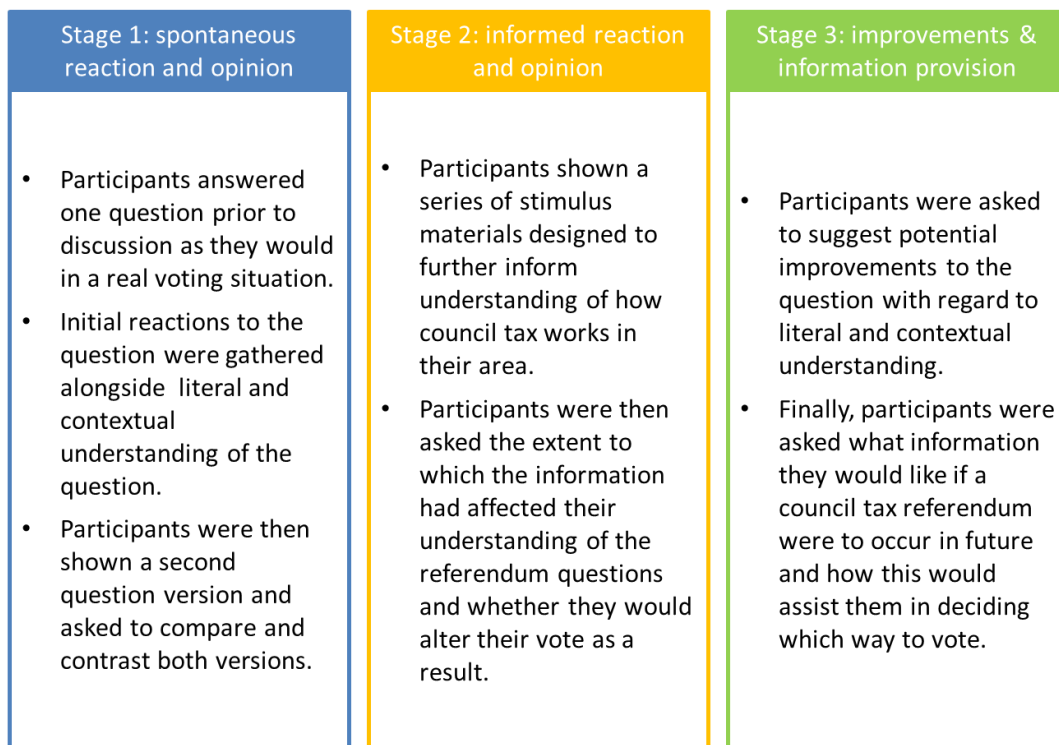 Stage 1: spontaneous
reaction and opinion
• Participants answered
one question prior to
discussion as they would
in a real voting situation.
• Initial reactions to the
question were gathered
alongside literal and
contextual
understanding of the
question.
• Participants were then
shown a second
question version and
asked to compare and
contrast both versions.
Stage 2: informed reaction
and opinion
• Participants shown a
series of stimulus
materials designed to
further inform
understanding of how
council tax works in
their area.
• Participants were then
asked the extent to
which the information
had affected their
understanding of the
referendum questions
and whether they would
alter their vote as a
result.
Stage 3: improvements &
information provision
• Participants were asked
to suggest potential
improvements to the
question with regard to
literal and contextual
understanding.
• Finally, participants were
asked what information
they would like if a
council tax referendum
were to occur in future
and how this would
assist them in deciding
which way to vote.